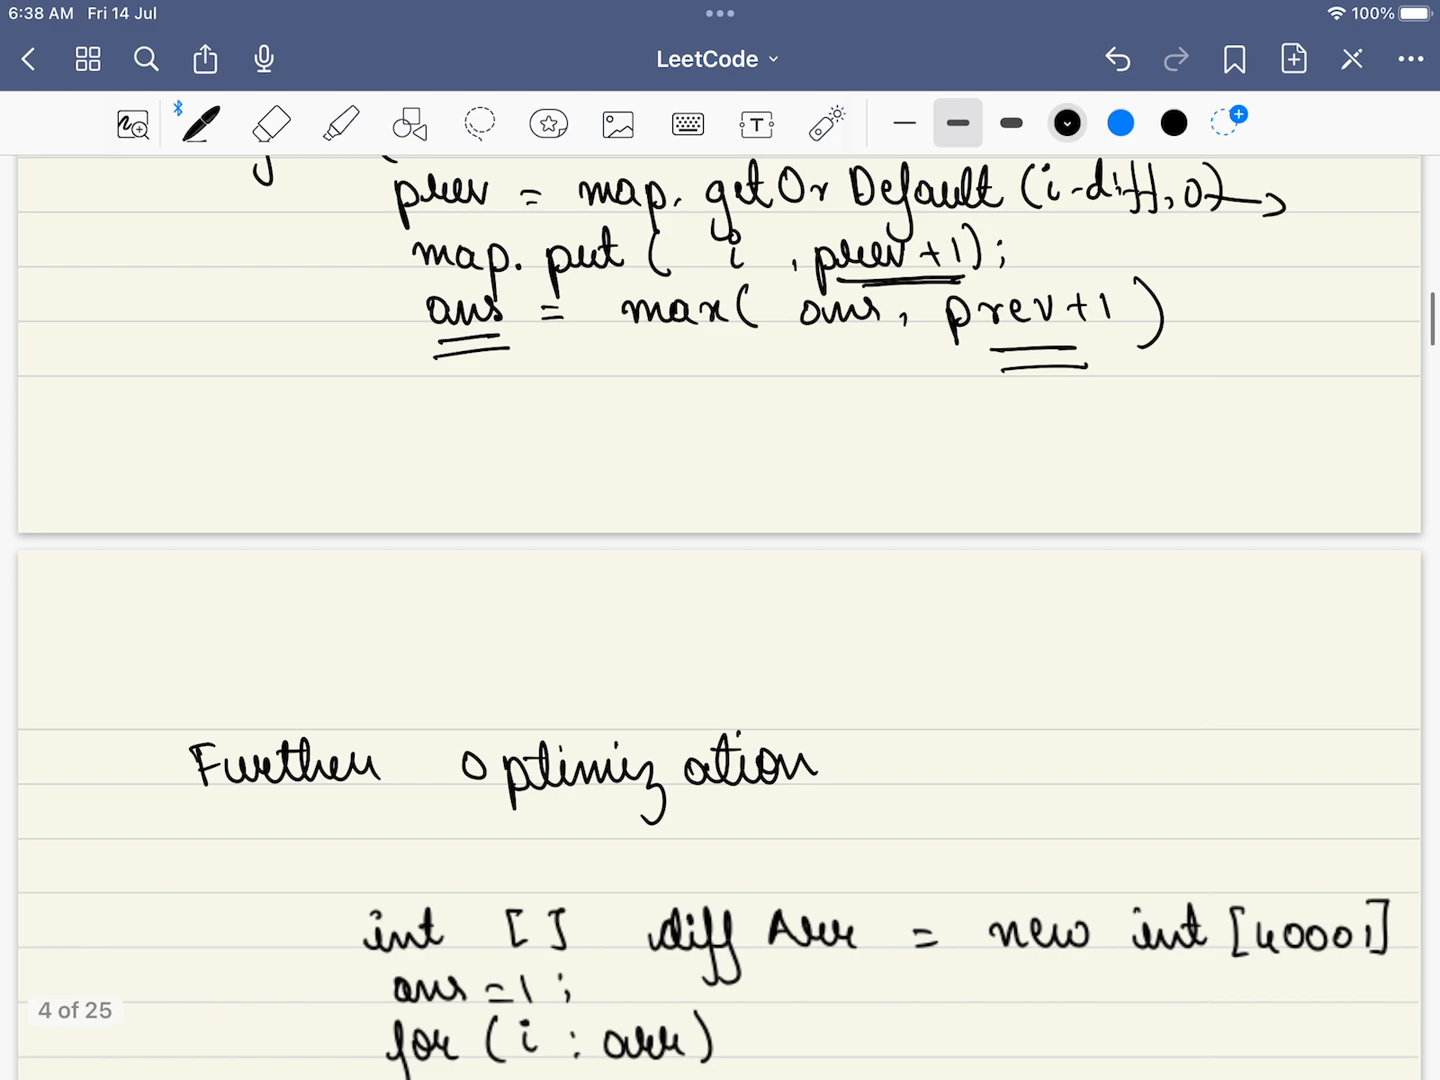 6:38 AM Fri 14 Jul
100%
LeetCode
T
prev = map. getOrDefault (i-diff, 0)
map. put ( i , prev +1);
ans = max( ans, prev+1 )
Further optimization
int [] diff Arr = new int [40001]
ans =1 ;
4 of 25
for (i : arr)